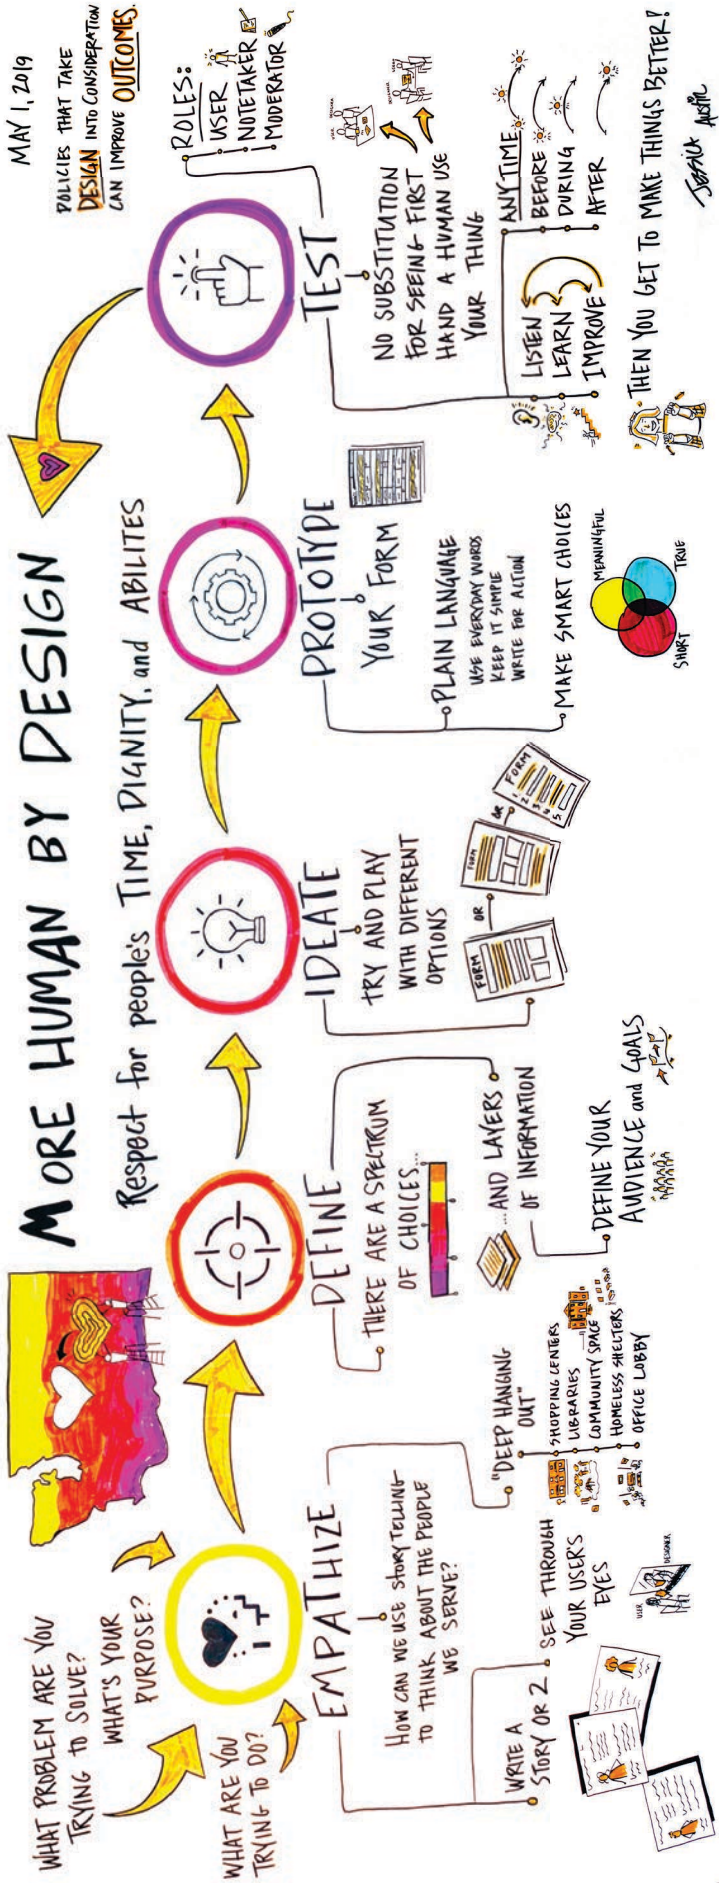 MORE HUMAN BY DESIGN
Respect for people's TIME, DIGNITY, and ABILITES
MAY 1, 2019
POLICIES THAT TAKE
DESIGN INTO CONSIDERATION
CAN IMPROVE OUTCOMES.
WHAT PROBLEM ARE YOU
TRYING TO SOLVE?
WHAT'S YOUR
PURPOSE?
WHAT ARE YOU
TRYING TO DO?
EMPATHIZE
HOW CAN WE USE STORYTELLING
TO THINK ABOUT THE PEOPLE
WE SERVE?
WRITE A
STORY OR 2
SEE THROUGH
YOUR USER'S
EYES
USER
DESIGNER
"DEEP HANGING
OUT"
SHOPPING CENTERS
LIBRARIES
COMMUNITY SPACE
HOMELESS SHELTERS
OFFICE LOBBY
DEFINE
THERE ARE A SPECTRUM
OF CHOICES...
...AND LAYERS
OF INFORMATION
DEFINE YOUR
AUDIENCE and GOALS
IDEATE
TRY AND PLAY
WITH DIFFERENT
OPTIONS
FORM
OR
FORM
OR
FORM
1.
2.
3.
4.
5.
PROTOTYPE
YOUR FORM
PLAIN LANGUAGE
USE EVERYDAY WORDS
KEEP IT SIMPLE
WRITE FOR ACTION
MAKE SMART CHOICES
MEANINGFUL
SHORT
TRUE
TEST
ROLES:
USER
NOTETAKER
MODERATOR
NO SUBSTITUTION
FOR SEEING FIRST
HAND A HUMAN USE
YOUR THING
LISTEN
LEARN
IMPROVE
ANYTIME
BEFORE
DURING
AFTER
THEN YOU GET TO MAKE THINGS BETTER!
JESSICA
AUSTIN